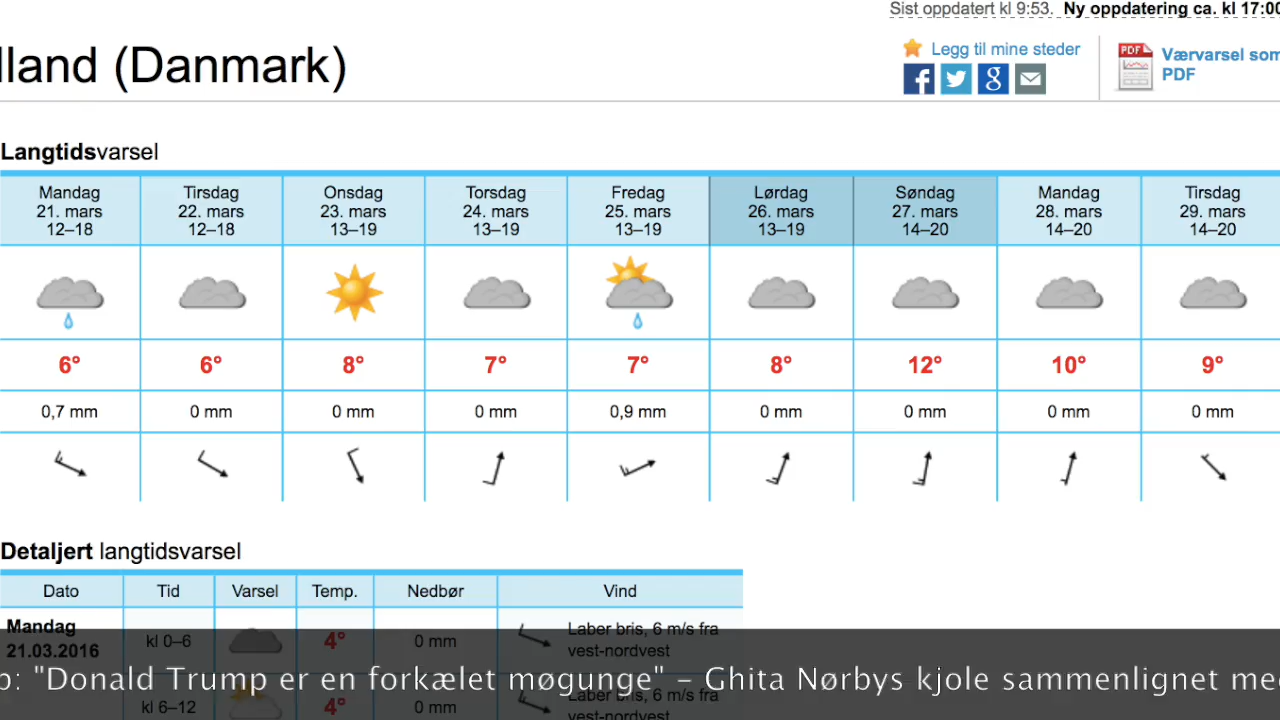 Sist oppdatert kl 9:53. Ny oppdatering ca. kl 17:00
lland (Danmark)
Legg til mine steder
PDF
Værvarsel som
PDF
Langtidsvarsel
Mandag Tirsdag Onsdag Torsdag Fredag Lørdag Søndag Mandag Tirsdag
21. mars 22. mars 23. mars 24. mars 25. mars 26. mars 27. mars 28. mars 29. mars
12–18 12–18 13–19 13–19 13–19 13–19 14–20 14–20 14–20
6° 6° 8° 7° 7° 8° 12° 10° 9°
0,7 mm 0 mm 0 mm 0 mm 0,9 mm 0 mm 0 mm 0 mm 0 mm
Detaljert langtidsvarsel
Dato Tid Varsel Temp. Nedbør Vind
Mandag
21.03.2016
kl 0–6 4° 0 mm Laber bris, 6 m/s fra
vest-nordvest
kl 6–12 4° 0 mm Laber bris, 6 m/s fra
vest-nordvest
p: "Donald Trump er en forkælet møgunge" – Ghita Nørbys kjole sammenlignet me